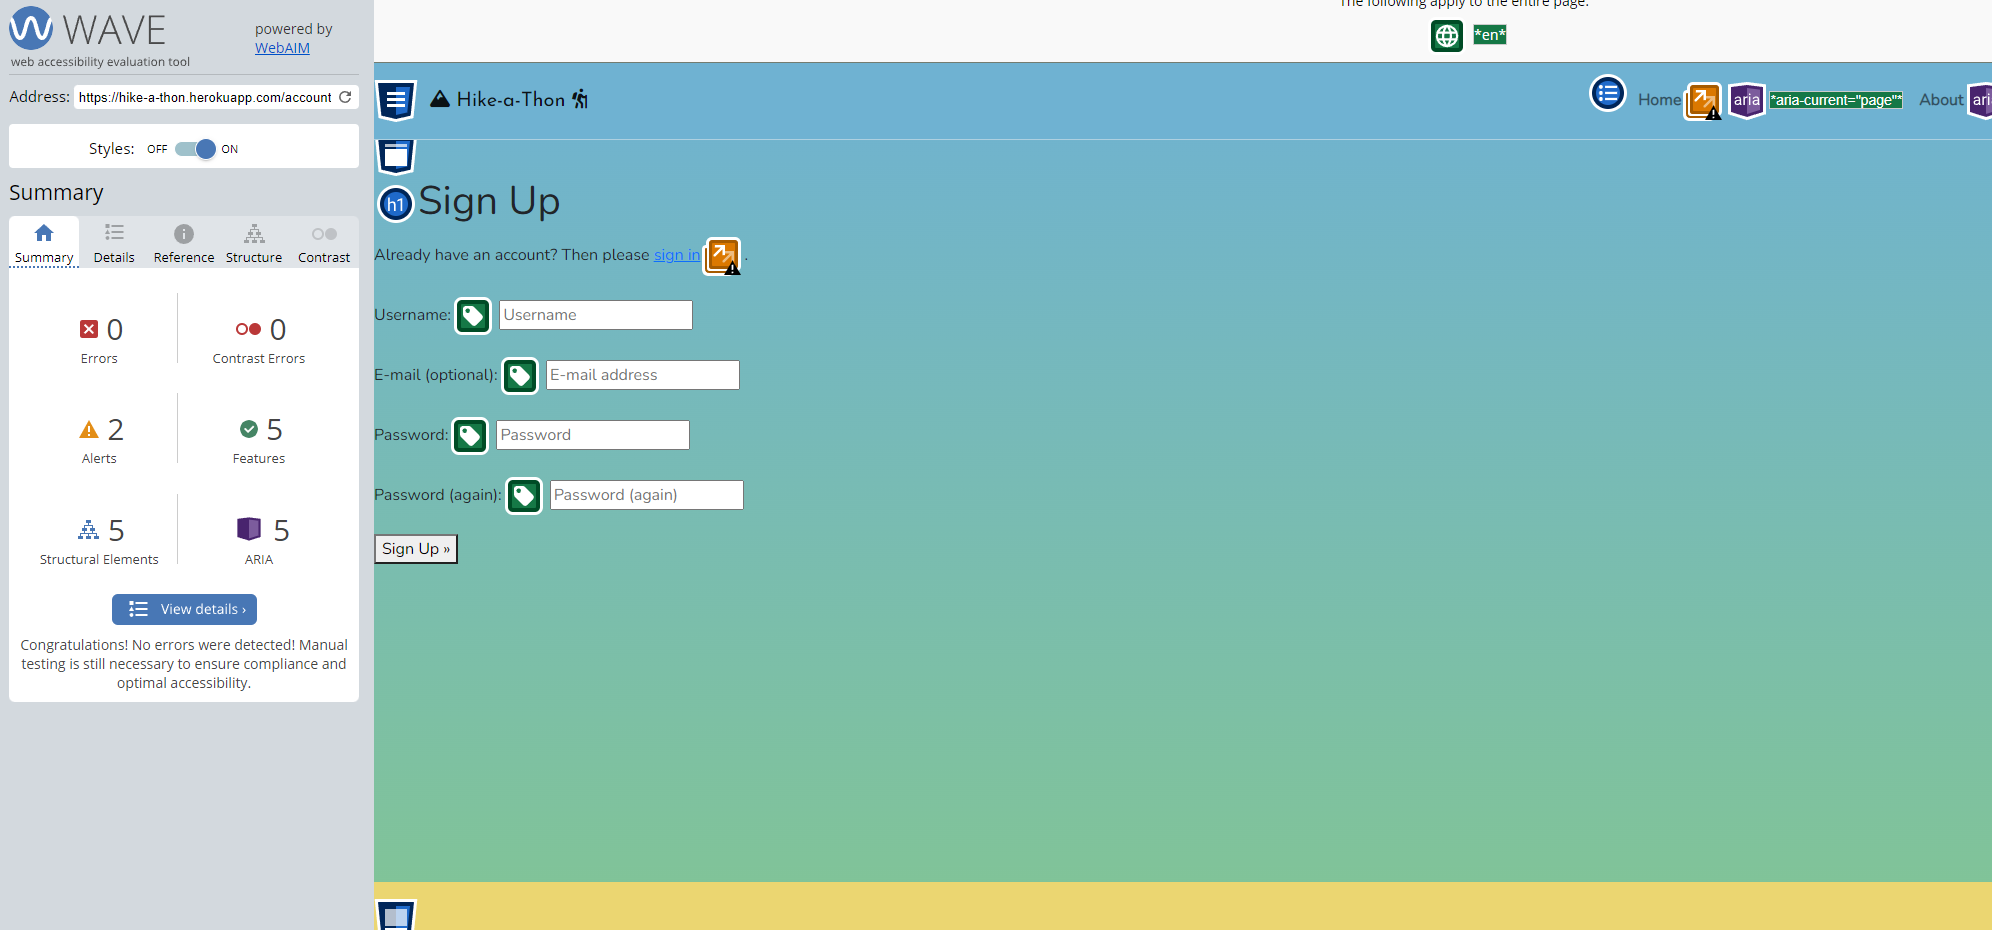 WAVE
powered by
WebAIM
web accessibility evaluation tool
Address: https://hike-a-thon.herokuapp.com/account
Styles: OFF ON
Summary
Summary Details Reference Structure Contrast
0 Errors
0 Contrast Errors
2 Alerts
5 Features
5 Structural Elements
5 ARIA
View details ›
Congratulations! No errors were detected! Manual
testing is still necessary to ensure compliance and
optimal accessibility.
The following apply to the entire page:
*en*
Hike-a-Thon
Home aria *aria-current="page"* About ari
h1 Sign Up
Already have an account? Then please sign in .
Username: Username
E-mail (optional): E-mail address
Password: Password
Password (again): Password (again)
Sign Up »